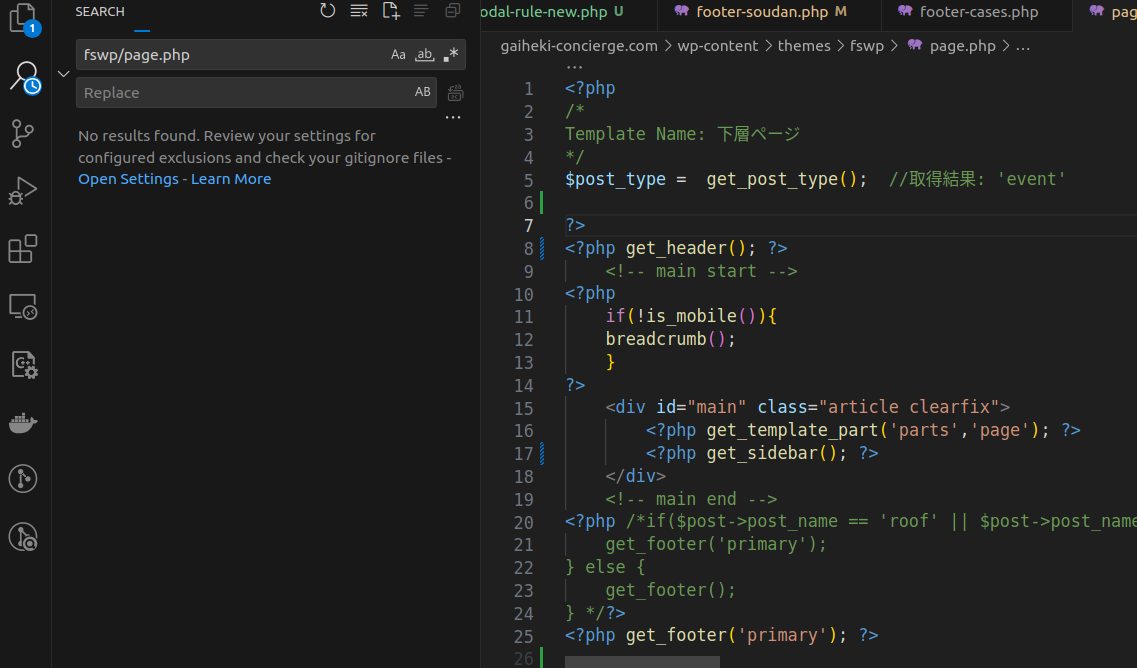 SEARCH
1
fswp/page.php
Aa ab .*
Replace
AB
...
No results found. Review your settings for
configured exclusions and check your gitignore files -
Open Settings - Learn More
odal-rule-new.php U
footer-soudan.php M
footer-cases.php
pag
gaiheki-concierge.com > wp-content > themes > fswp > page.php > ...
...
1 <?php
2 /*
3 Template Name: 下層ページ
4 */
5 $post_type =  get_post_type();  //取得結果: 'event'
6
7 ?>
8 <?php get_header(); ?>
9     <!-- main start -->
10 <?php
11     if(!is_mobile()){
12     breadcrumb();
13     }
14 ?>
15     <div id="main" class="article clearfix">
16         <?php get_template_part('parts','page'); ?>
17         <?php get_sidebar(); ?>
18     </div>
19     <!-- main end -->
20 <?php /*if($post->post_name == 'roof' || $post->post_name
21     get_footer('primary');
22 } else {
23     get_footer();
24 } */?>
25 <?php get_footer('primary'); ?>
26